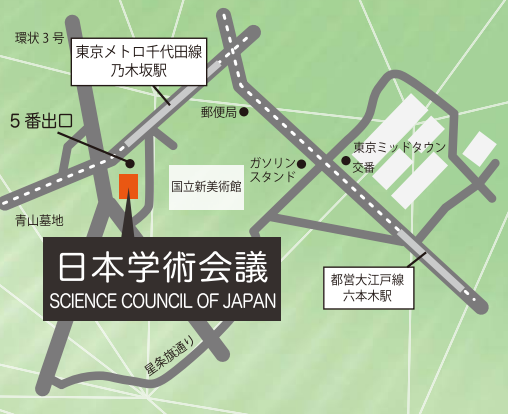 環状3号
東京メトロ千代田線
乃木坂駅
5番出口
郵便局
ガソリン
スタンド
東京ミッドタウン
交番
国立新美術館
青山墓地
日本学術会議
SCIENCE COUNCIL OF JAPAN
都営大江戸線
六本木駅
星条旗通り